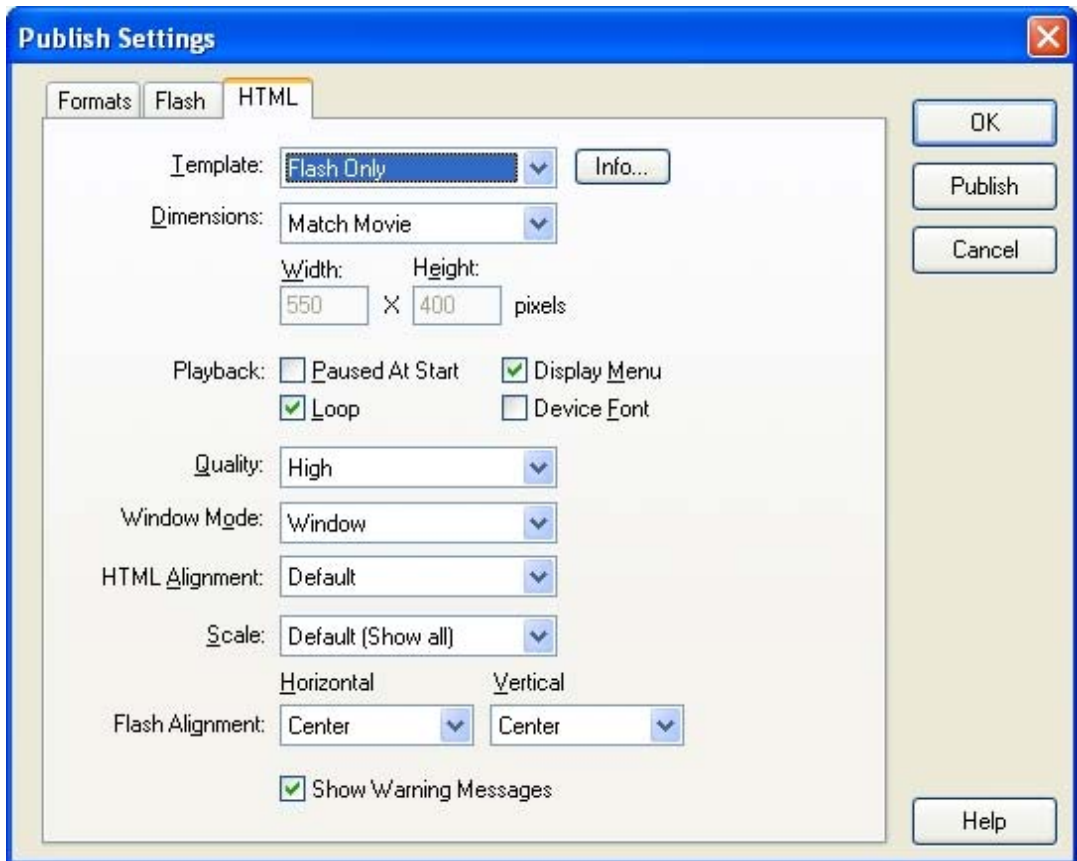 Publish Settings
Formats Flash HTML
OK
Template: Flash Only Info...
Publish
Dimensions: Match Movie
Cancel
Width: Height:
550 X 400 pixels
Playback: Paused At Start Display Menu
Loop Device Font
Quality: High
Window Mode: Window
HTML Alignment: Default
Scale: Default (Show all)
Horizontal Vertical
Flash Alignment: Center Center
Show Warning Messages
Help